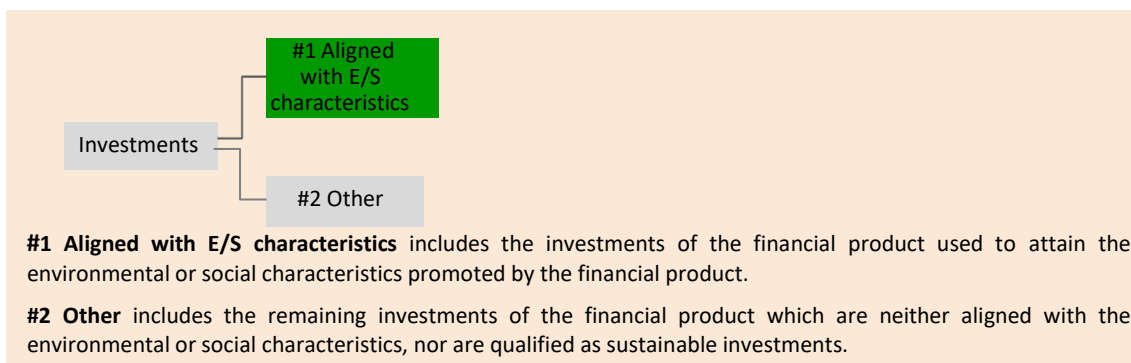 #1 Aligned
with E/S
characteristics
Investments
#2 Other
#1 Aligned with E/S characteristics includes the investments of the financial product used to attain the
environmental or social characteristics promoted by the financial product.
#2 Other includes the remaining investments of the financial product which are neither aligned with the
environmental or social characteristics, nor are qualified as sustainable investments.